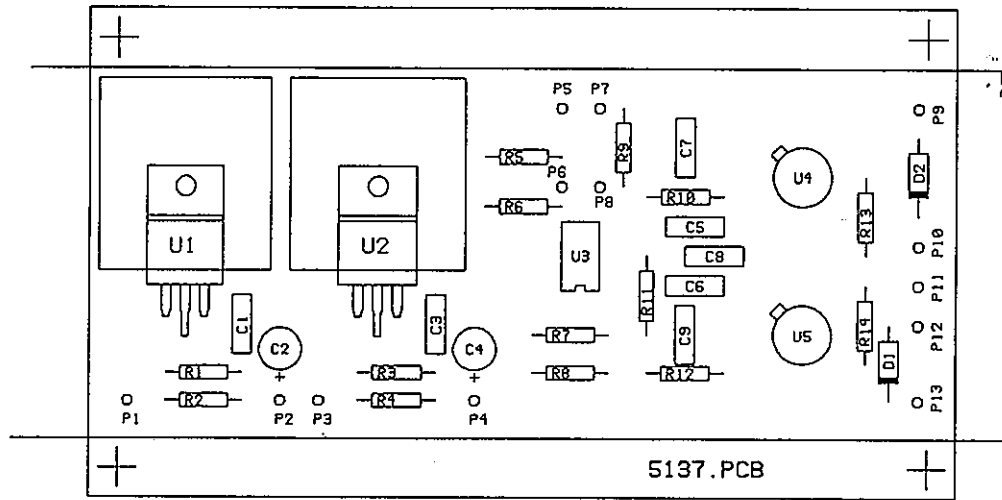 P5 P7
P9
R5
R9
C7
P6
U4
D2
R6
P8
R10
U1
U2
C5
R13
U3
C8
P10
R11
C6
P11
C1
C3
R7
C9
U5
R14
P12
C2
C4
D1
R1
R3
R8
R12
+
+
R2
R4
P1
P2
P3
P4
P13
5137.PCB